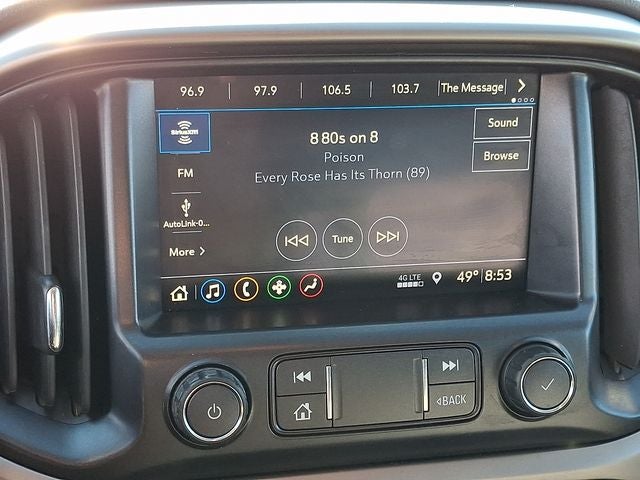 96.9 97.9 106.5 103.7 The Message
SiriusXM
8 80s on 8
Sound
Poison
Browse
FM
Every Rose Has Its Thorn (89)
AutoLink-0...
Tune
More
4G LTE
49° 8:53
BACK